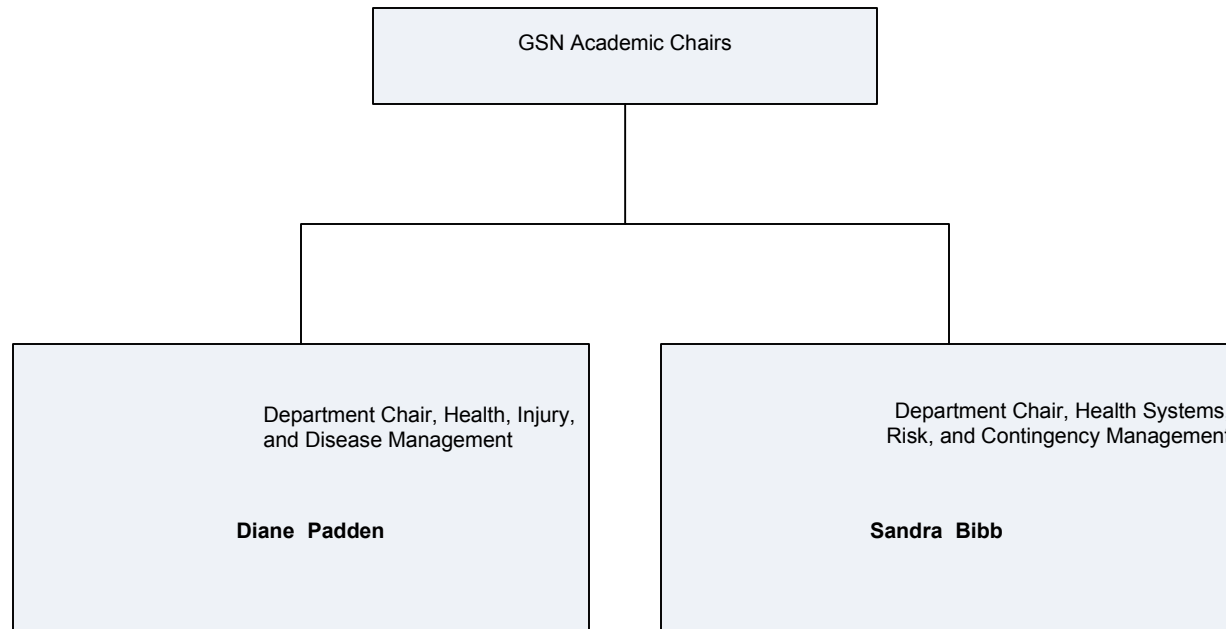 GSN Academic Chairs
Department Chair, Health, Injury,
and Disease Management
Diane Padden
Department Chair, Health Systems
Risk, and Contingency Management
Sandra Bibb